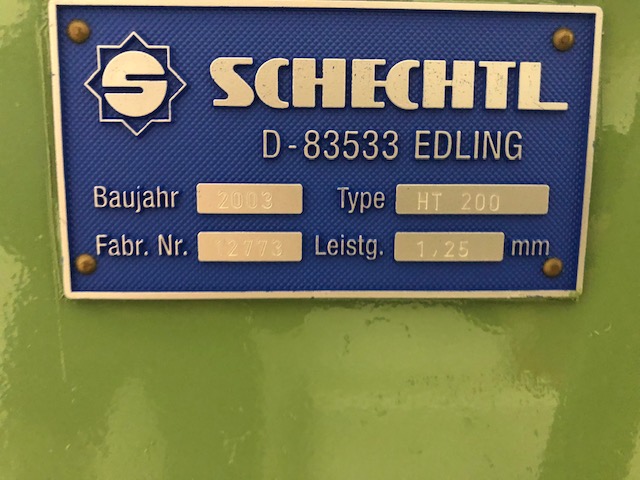 S SCHECHTL
D-83533 EDLING
Baujahr 2003 Type HT 200
Fabr. Nr. 12773 Leistg. 1,25 mm